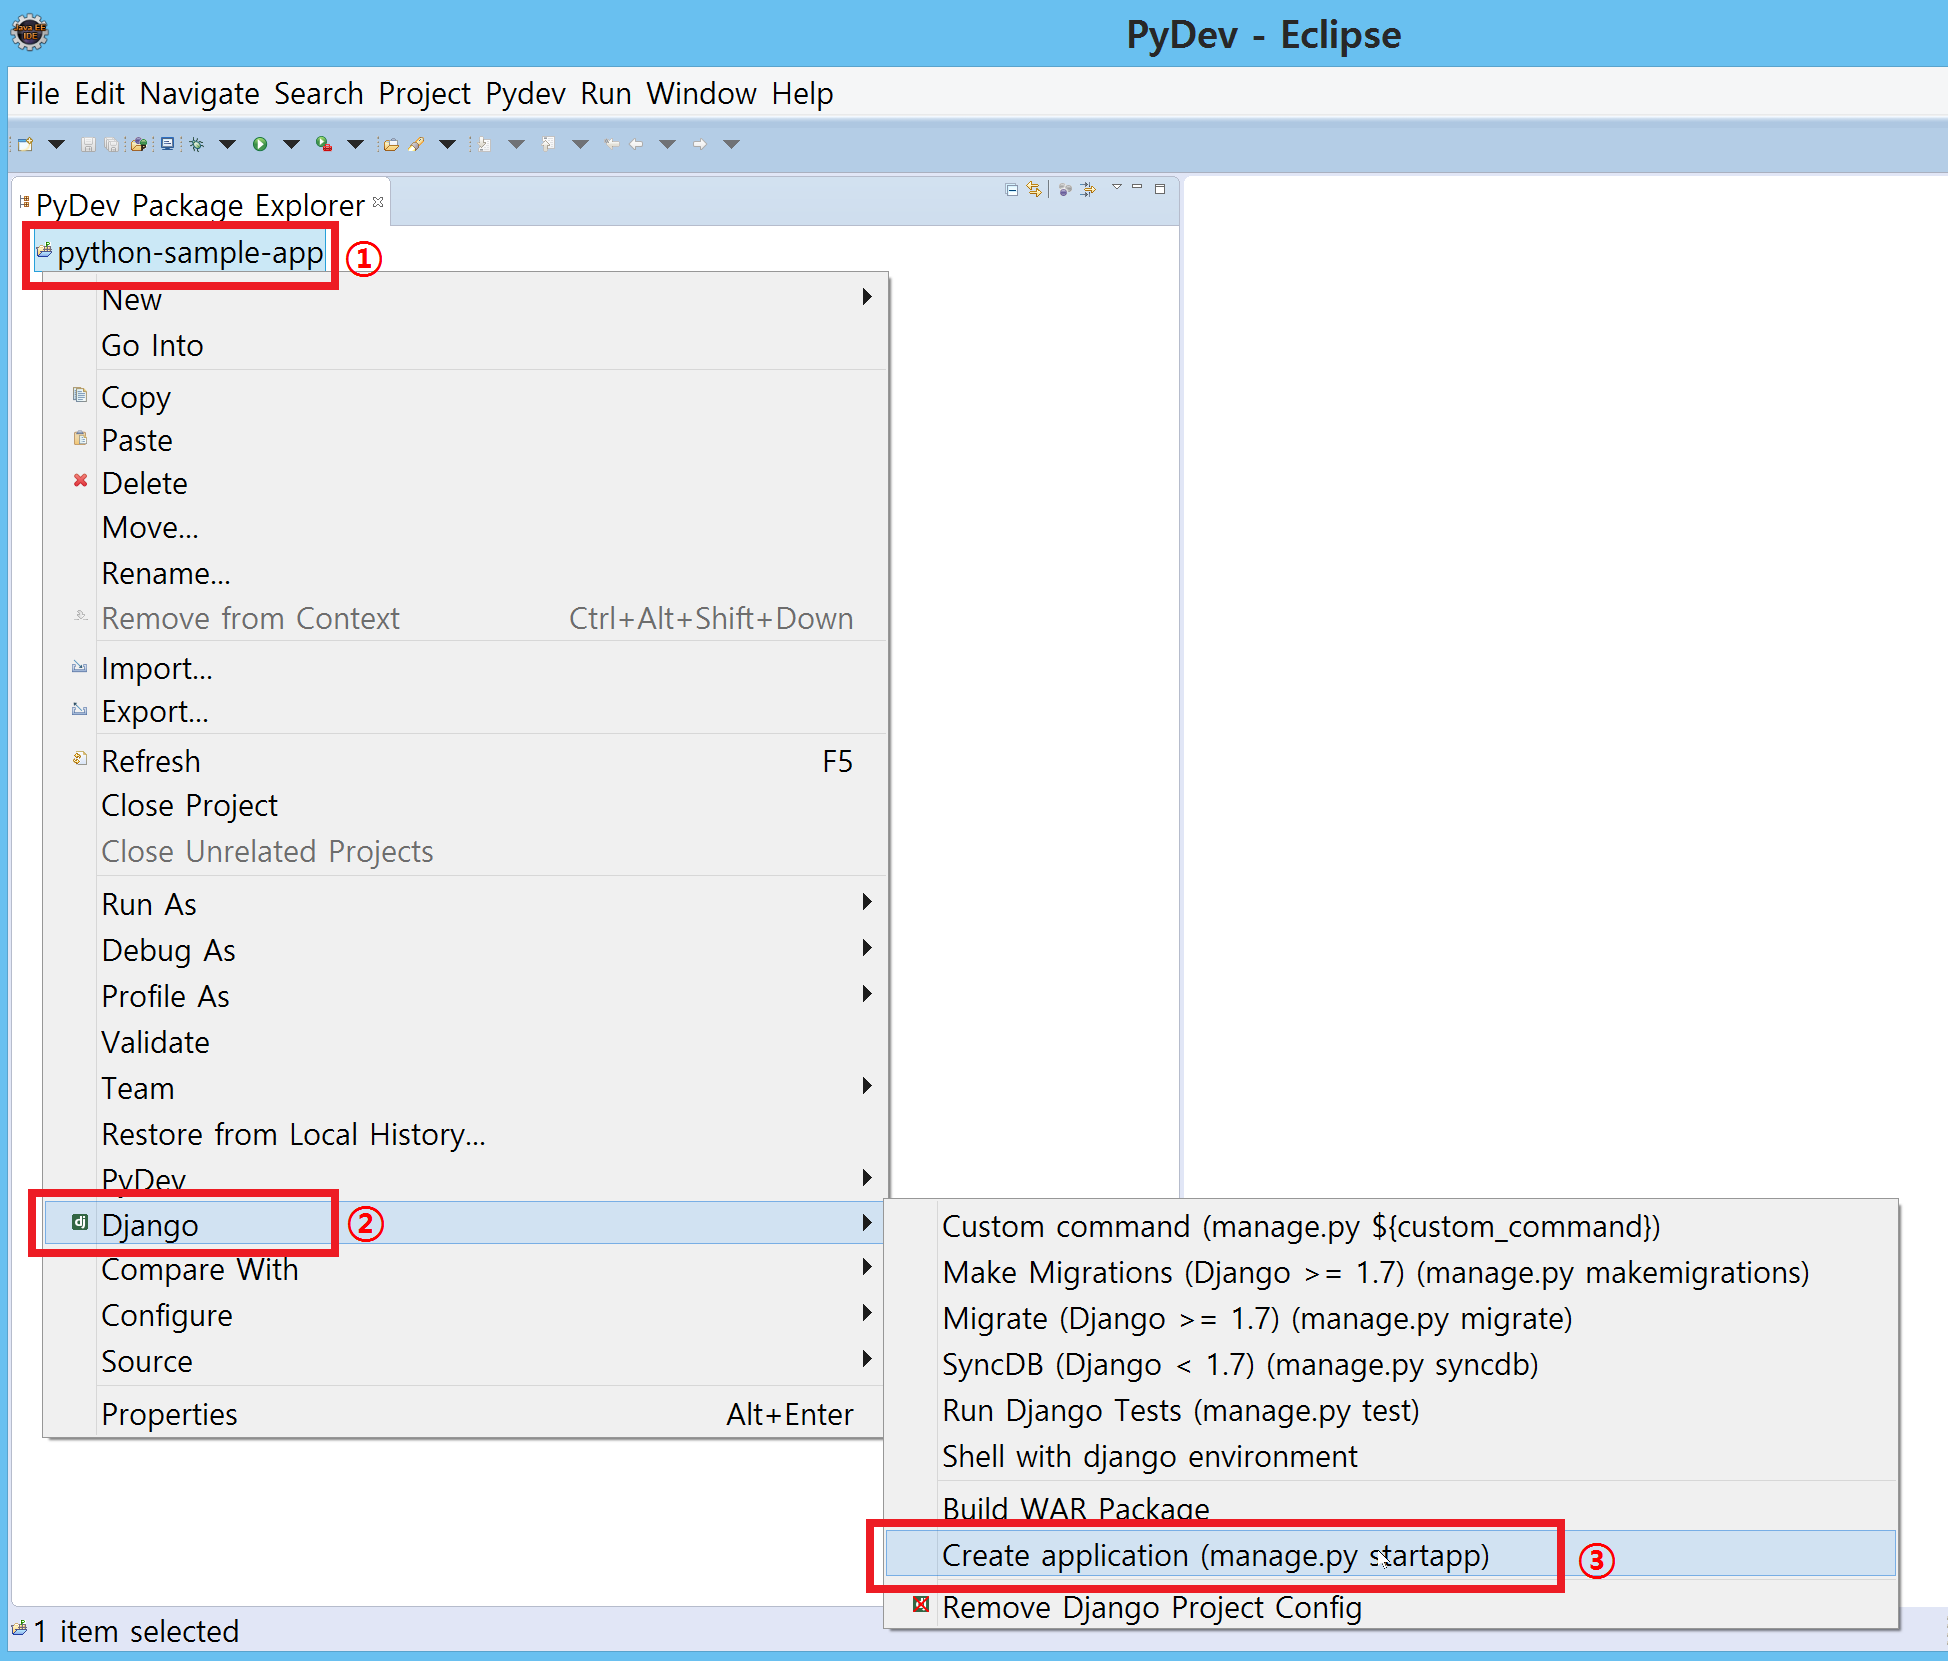 PyDev - Eclipse
File Edit Navigate Search Project Pydev Run Window Help
PyDev Package Explorer
python-sample-app ①
New
Go Into
Copy
Paste
Delete
Move...
Rename...
Remove from Context Ctrl+Alt+Shift+Down
Import...
Export...
Refresh F5
Close Project
Close Unrelated Projects
Run As
Debug As
Profile As
Validate
Team
Restore from Local History...
PyDev
dj Django ②
Compare With
Configure
Source
Properties Alt+Enter
Custom command (manage.py ${custom_command})
Make Migrations (Django >= 1.7) (manage.py makemigrations)
Migrate (Django >= 1.7) (manage.py migrate)
SyncDB (Django < 1.7) (manage.py syncdb)
Run Django Tests (manage.py test)
Shell with django environment
Build WAR Package
Create application (manage.py startapp) ③
Remove Django Project Config
1 item selected